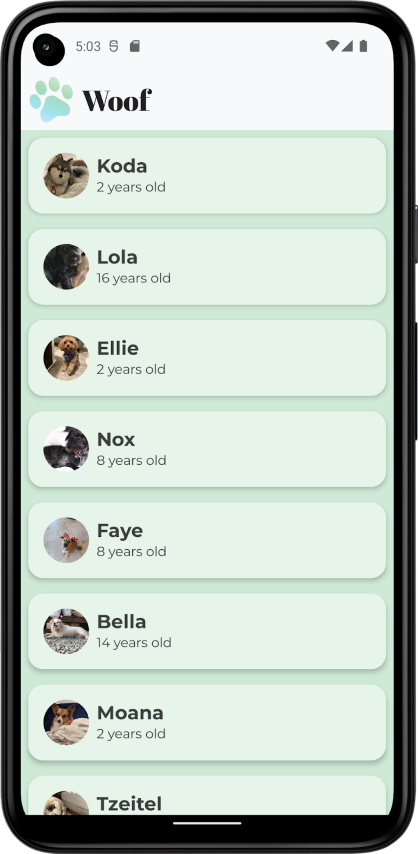 5:03
Woof
Koda
2 years old
Lola
16 years old
Ellie
2 years old
Nox
8 years old
Faye
8 years old
Bella
14 years old
Moana
2 years old
Tzeitel